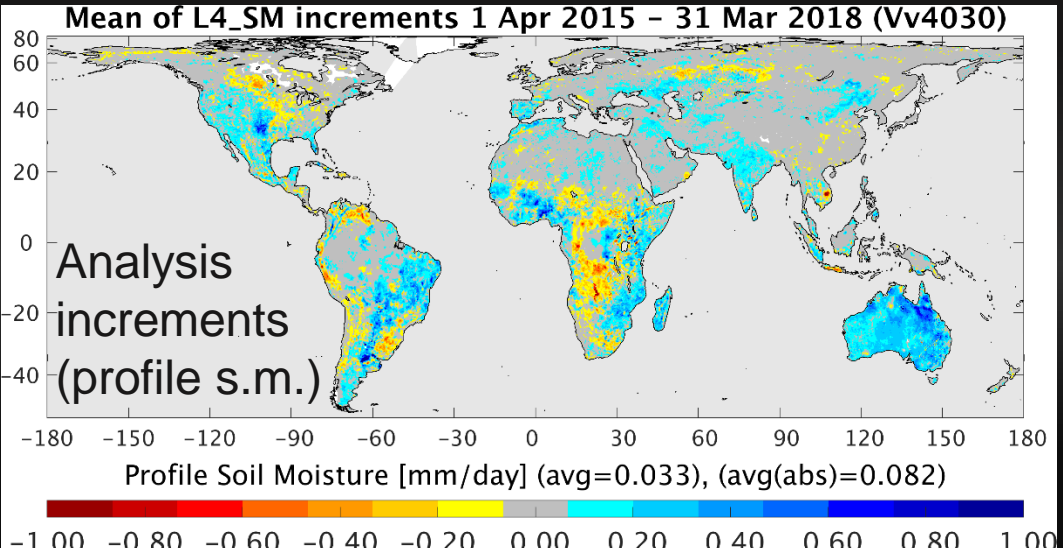 Mean of L4_SM increments 1 Apr 2015 – 31 Mar 2018 (Vv4030)
80
60
40
20
0
−20
−40
Analysis
increments
(profile s.m.)
−180 −150 −120 −90 −60 −30 0 30 60 90 120 150 180
Profile Soil Moisture [mm/day] (avg=0.033), (avg(abs)=0.082)
−1.00 −0.80 −0.60 −0.40 −0.20 0.00 0.20 0.40 0.60 0.80 1.00